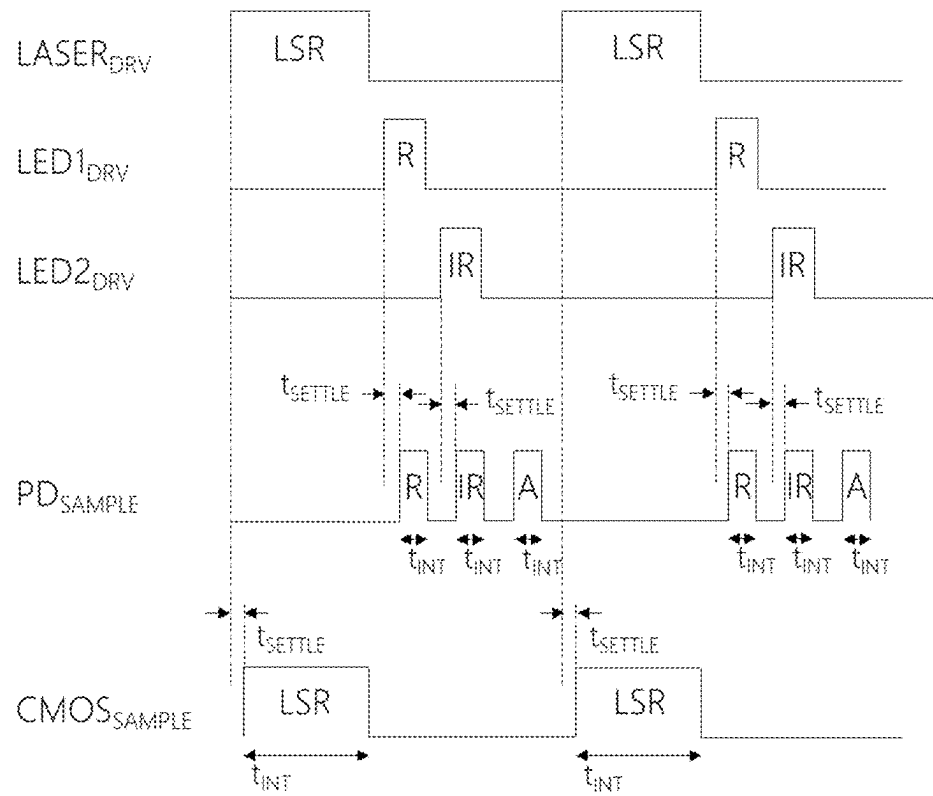 LASER_DRV LSR LSR
LED1_DRV R R
LED2_DRV IR IR
t_SETTLE t_SETTLE t_SETTLE t_SETTLE
PD_SAMPLE R IR A R IR A
t_INT t_INT t_INT t_INT t_INT t_INT
t_SETTLE t_SETTLE
CMOS_SAMPLE LSR LSR
t_INT t_INT